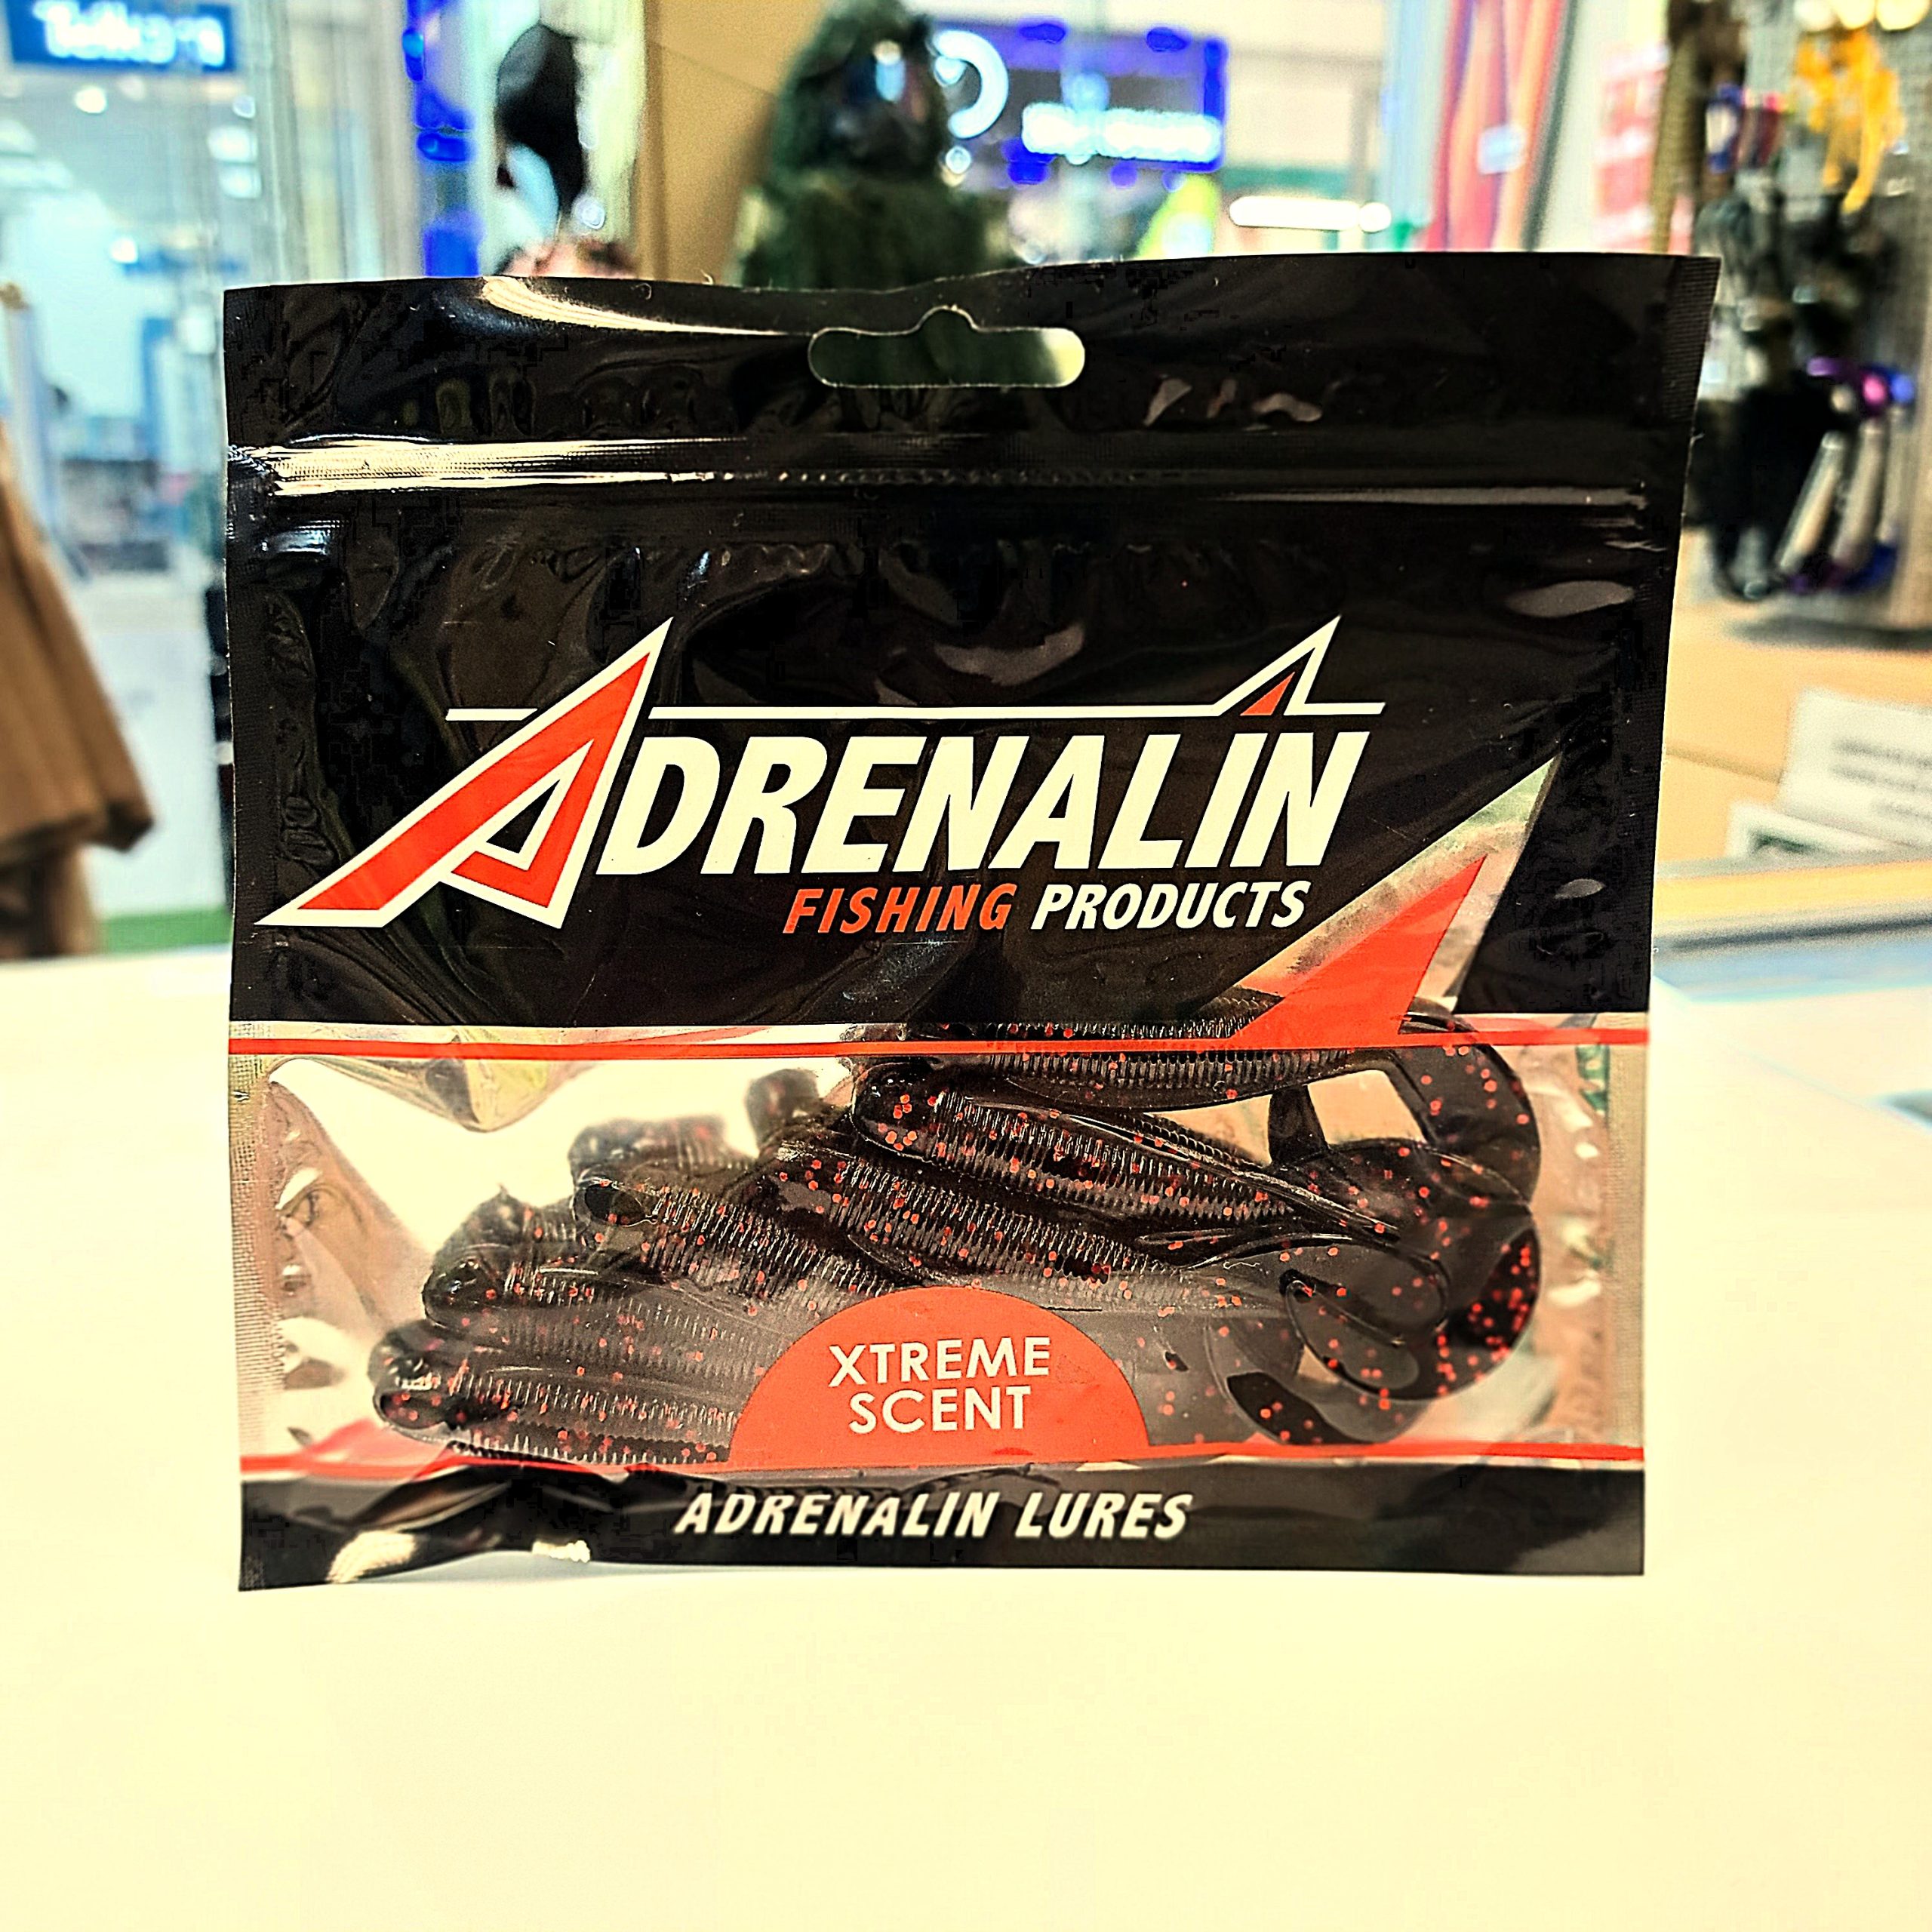 ADRENALIN
FISHING PRODUCTS
XTREME
SCENT
ADRENALIN LURES